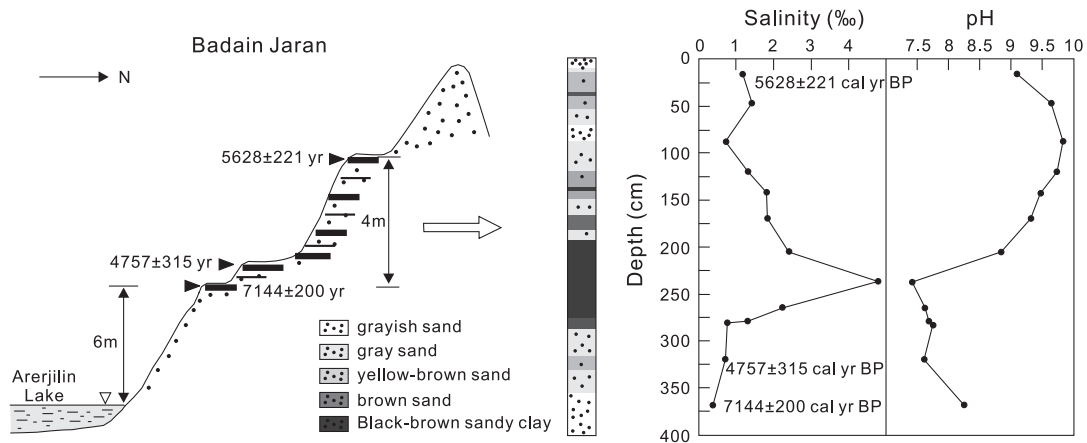 Badain Jaran
N
5628±221 yr
4m
4757±315 yr
7144±200 yr
6m
Arerjilin
Lake
grayish sand
gray sand
yellow-brown sand
brown sand
Black-brown sandy clay
Salinity (‰)
pH
0 1 2 3 4
7.5 8 8.5 9 9.5 10
Depth (cm)
0
50
100
150
200
250
300
350
400
5628±221 cal yr BP
4757±315 cal yr BP
7144±200 cal yr BP